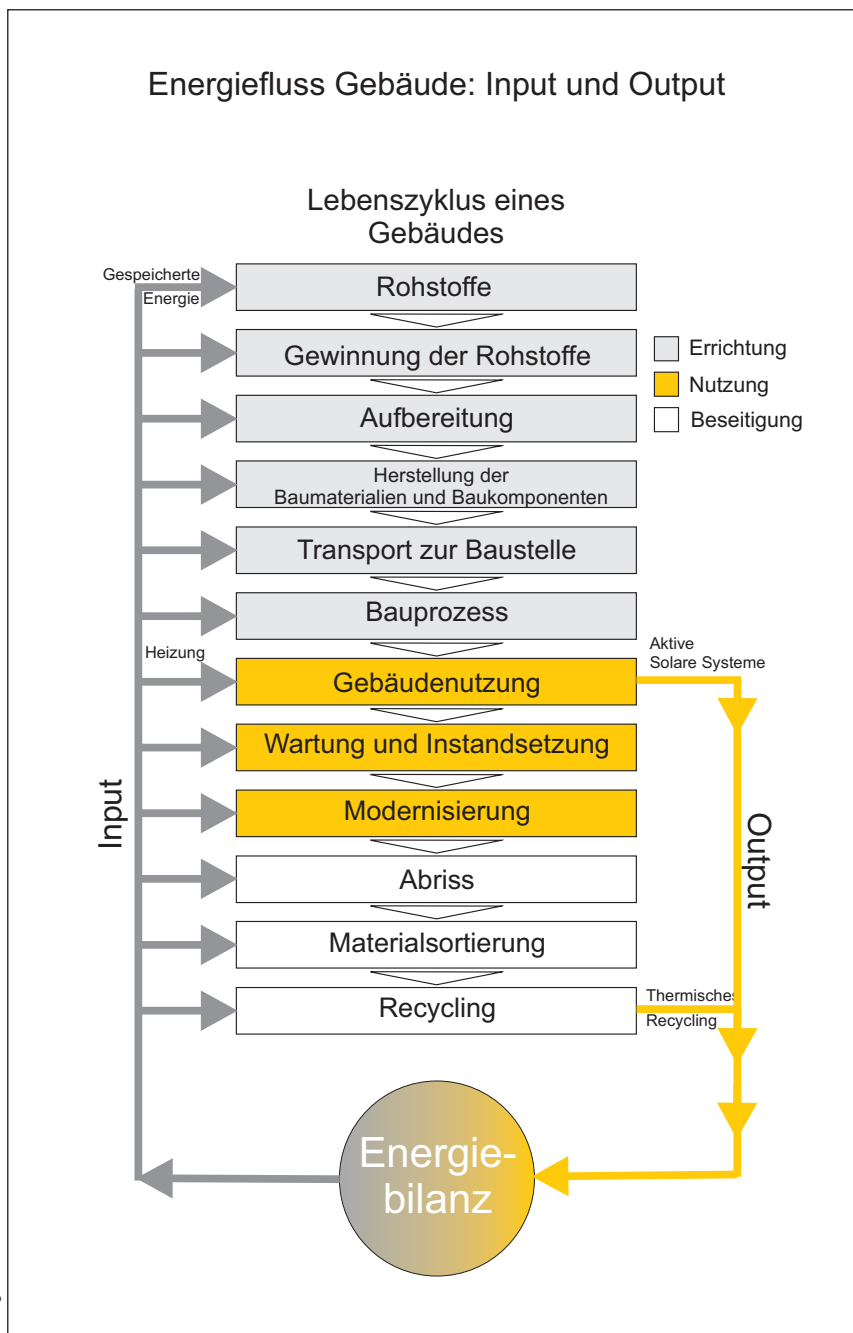 Energiefluss Gebäude: Input und Output
Lebenszyklus eines
Gebäudes
Gespeicherte
Energie
Rohstoffe
Gewinnung der Rohstoffe
Aufbereitung
Herstellung der
Baumaterialien und Baukomponenten
Transport zur Baustelle
Bauprozess
Heizung
Gebäudenutzung
Aktive
Solare Systeme
Wartung und Instandsetzung
Modernisierung
Abriss
Materialsortierung
Recycling
Thermisches
Recycling
Errichtung
Nutzung
Beseitigung
Input
Output
Energie-
bilanz